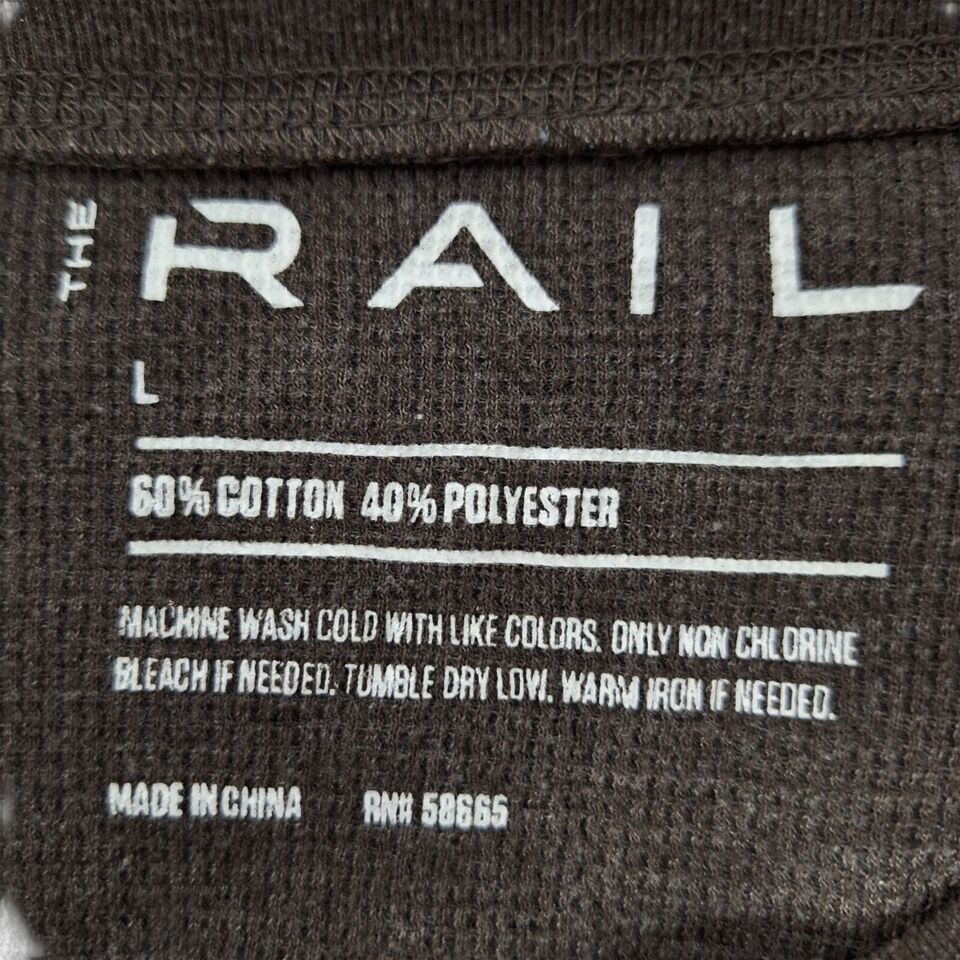 THE RAIL
L
60% COTTON 40% POLYESTER
MACHINE WASH COLD WITH LIKE COLORS. ONLY NON CHLORINE
BLEACH IF NEEDED. TUMBLE DRY LOW. WARM IRON IF NEEDED.
MADE IN CHINA RN# 58665